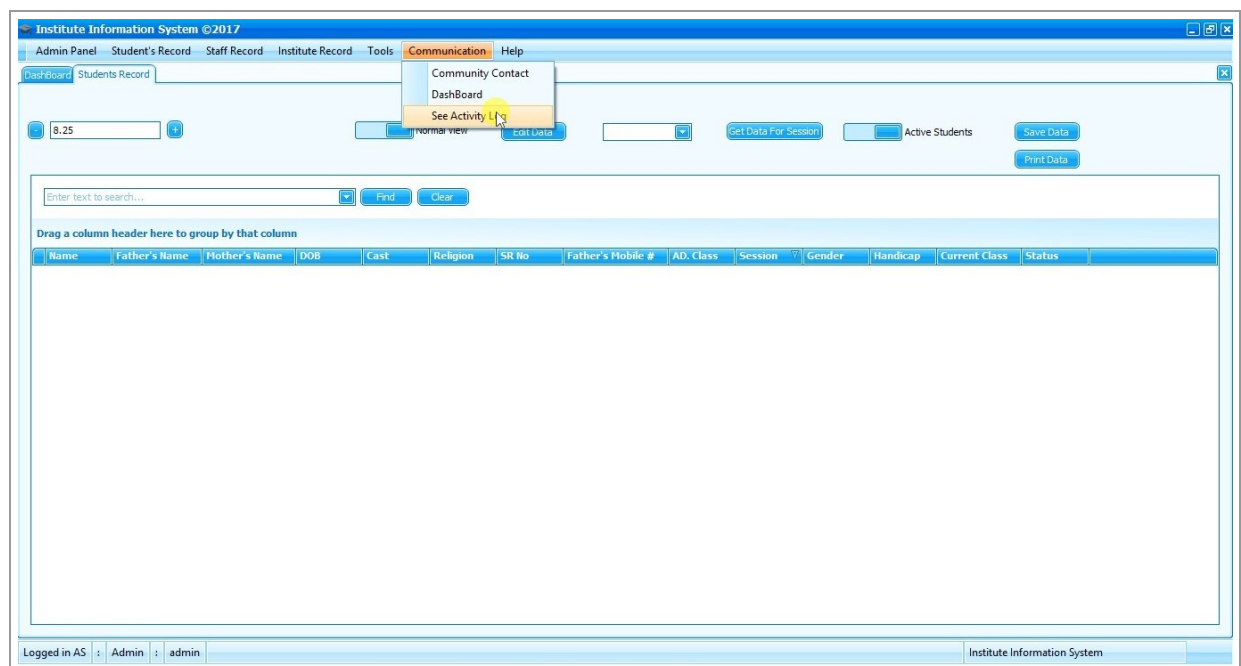 Institute Information System ©2017
Admin Panel Student's Record Staff Record Institute Record Tools Communication Help
DashBoard Students Record
Community Contact
DashBoard
See Activity Log
- 8.25 + Normal View Edit Data Get Data For Session Active Students Save Data
Print Data
Enter text to search... Find Clear
Drag a column header here to group by that column
Name Father's Name Mother's Name DOB Cast Religion SR No Father's Mobile # AD. Class Session Gender Handicap Current Class Status
Logged in AS : Admin : admin Institute Information System